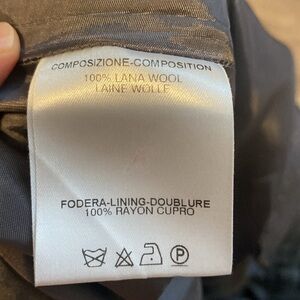 COMPOSIZIONE-COMPOSITION
100% LANA WOOL
LAINE WOLLE
FODERA-LINING-DOUBLURE
100% RAYON CUPRO
P